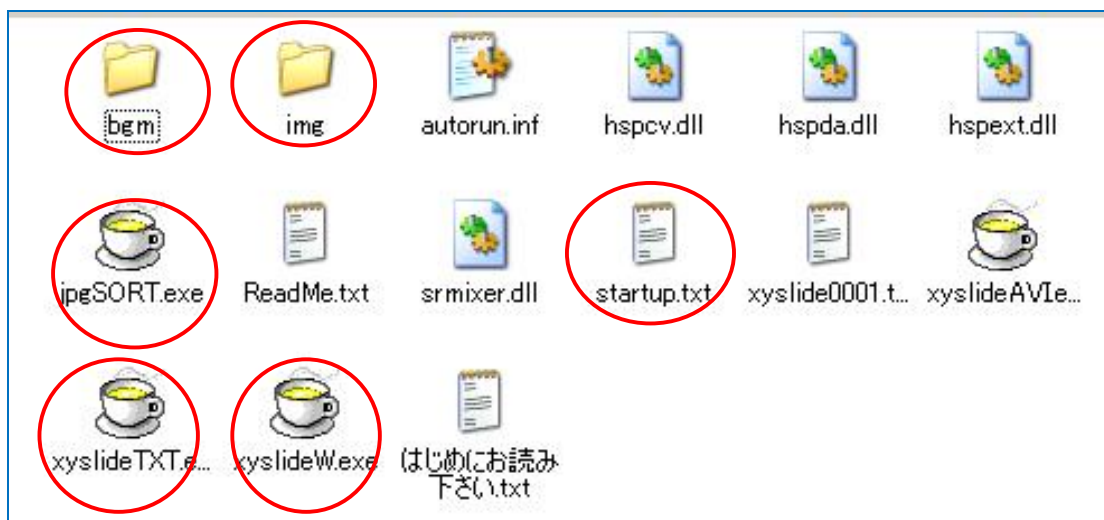 bgm
img
autorun.inf
hspcv.dll
hspda.dll
hspext.dll
jpgSORT.exe
ReadMe.txt
srmixer.dll
startup.txt
xyslide0001.t...
xyslideAVIe...
xyslideTXT.e...
xyslideW.exe
はじめにお読み
下さい.txt